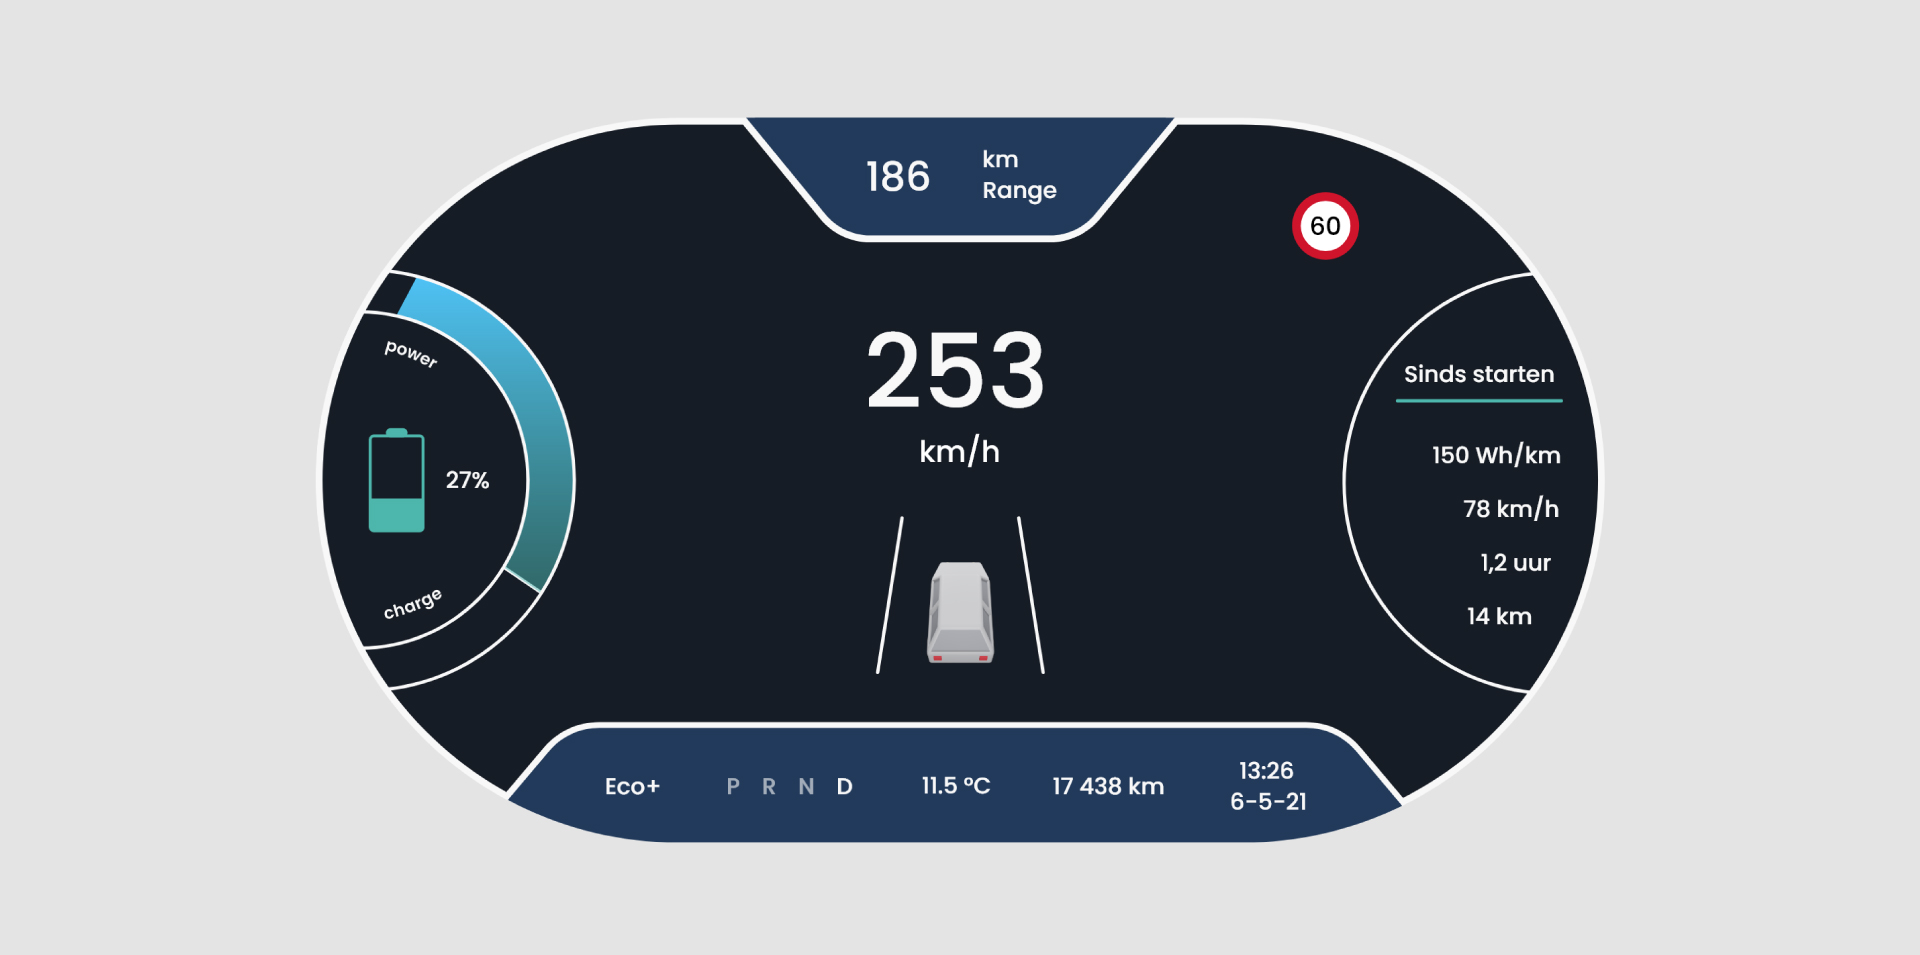 186
km
Range
60
power
27%
charge
253
km/h
Sinds starten
150 Wh/km
78 km/h
1,2 uur
14 km
Eco+
P R N D
11.5 °C
17 438 km
13:26
6-5-21